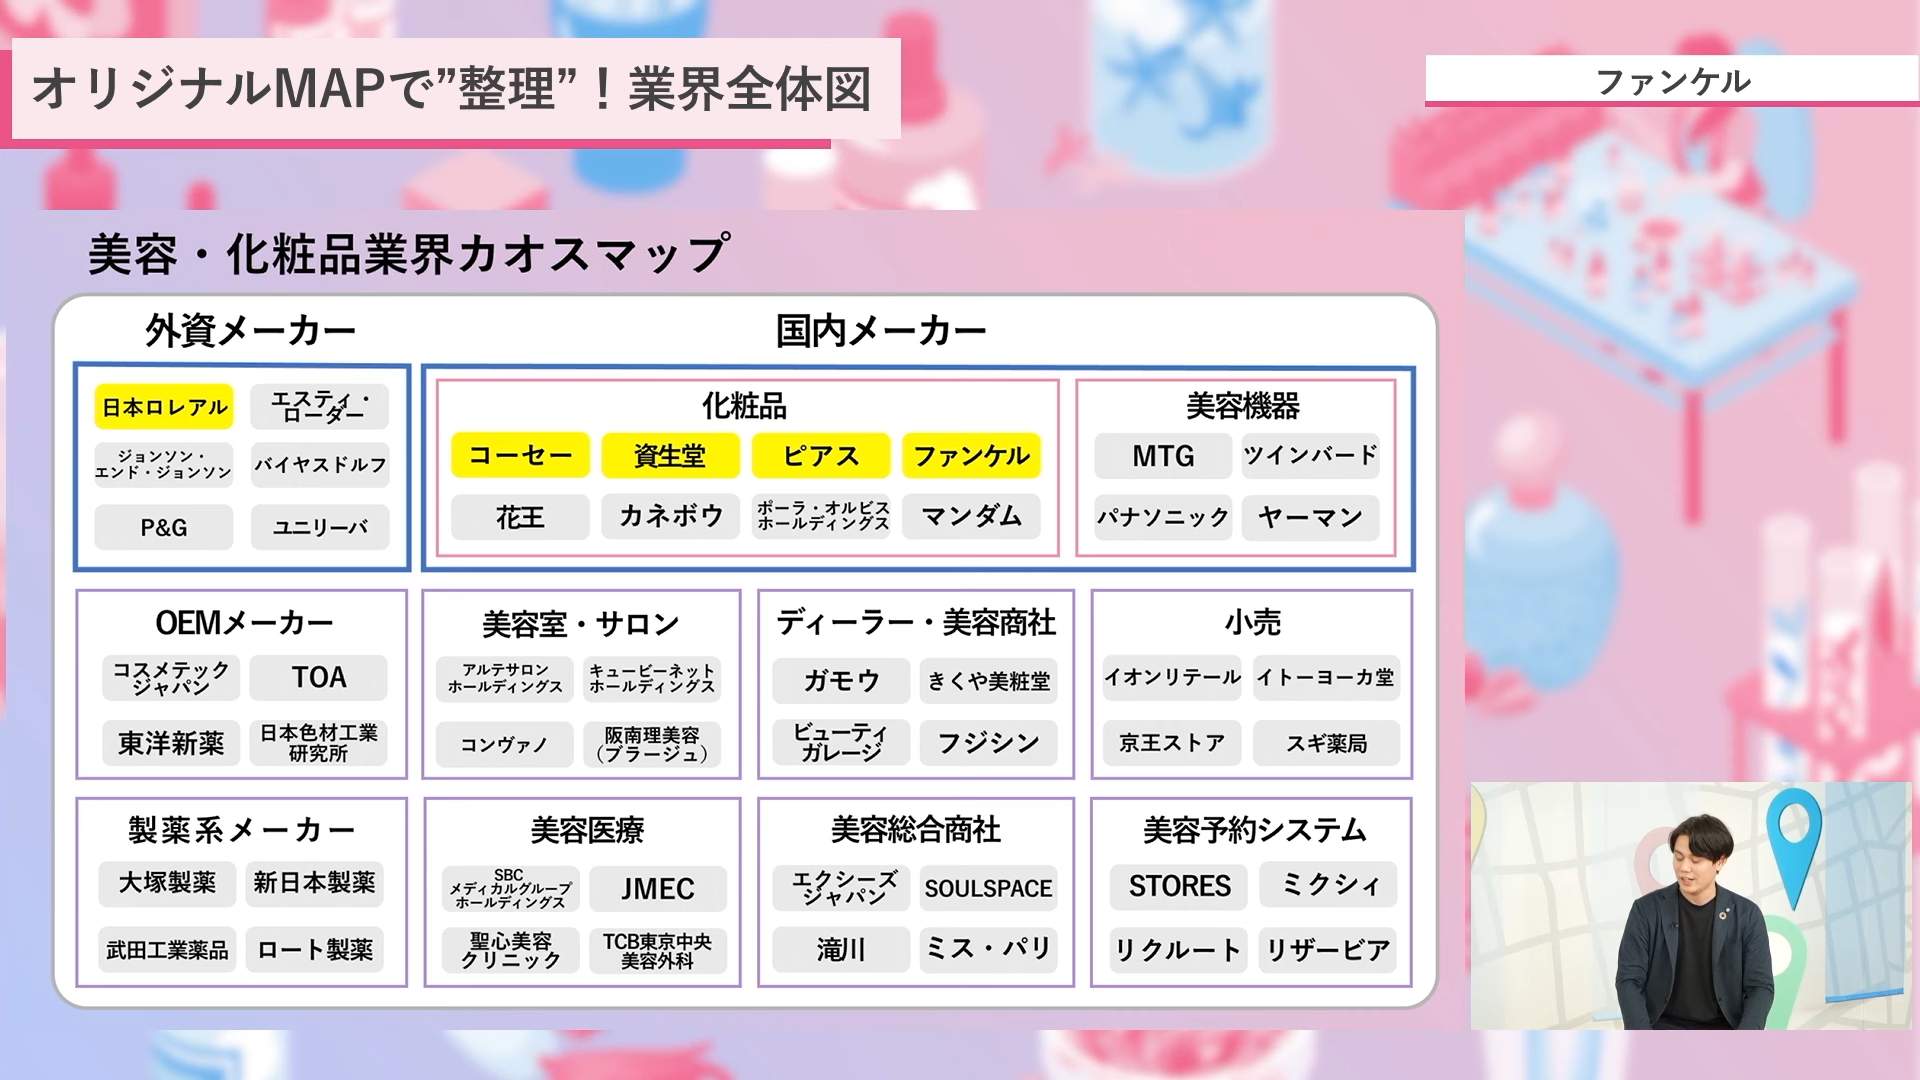 オリジナルMAPで”整理”！業界全体図
ファンケル
美容・化粧品業界カオスマップ
外資メーカー
日本ロレアル
エスティ・
ローダー
ジョンソン・
エンド・ジョンソン
バイヤスドルフ
P&G
ユニリーバ
国内メーカー
化粧品
コーセー
資生堂
ピアス
ファンケル
花王
カネボウ
ポーラ・オルビス
ホールディングス
マンダム
美容機器
MTG
ツインバード
パナソニック
ヤーマン
OEMメーカー
コスメテック
ジャパン
TOA
東洋新薬
日本色材工業
研究所
美容室・サロン
アルテサロン
ホールディングス
キュービーネット
ホールディングス
コンヴァノ
阪南理美容
（プラージュ）
ディーラー・美容商社
ガモウ
きくや美粧堂
ビューティ
ガレージ
フジシン
小売
イオンリテール
イトーヨーカ堂
京王ストア
スギ薬局
製薬系メーカー
大塚製薬
新日本製薬
武田工業薬品
ロート製薬
美容医療
SBC
メディカルグループ
ホールディングス
JMEC
聖心美容
クリニック
TCB東京中央
美容外科
美容総合商社
エクシーズ
ジャパン
SOULSPACE
滝川
ミス・パリ
美容予約システム
STORES
ミクシィ
リクルート
リザービア